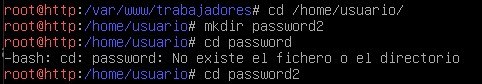 root@http:/var/www/trabajadores# cd /home/usuario/
root@http:/home/usuario# mkdir password2
root@http:/home/usuario# cd password
-bash: cd: password: No existe el fichero o el directorio
root@http:/home/usuario# cd password2